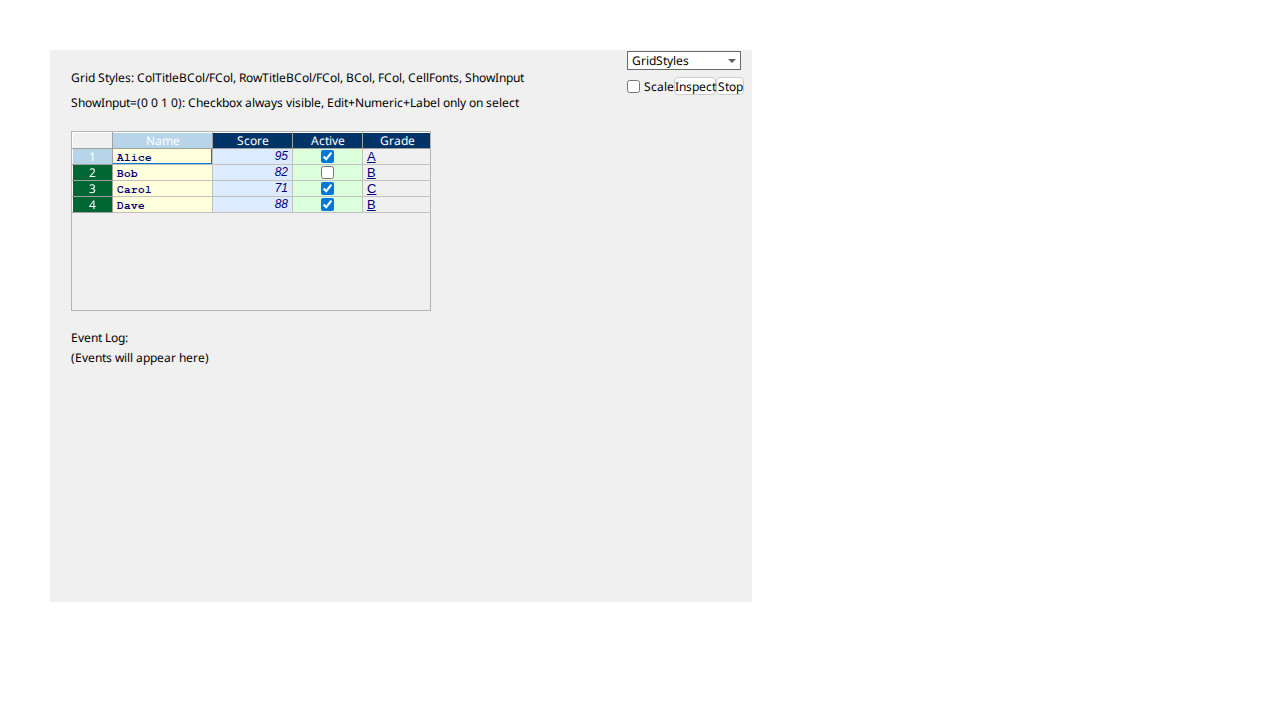 GridStyles
Grid Styles: ColTitleBCol/FCol, RowTitleBCol/FCol, BCol, FCol, CellFonts, ShowInput
Scale Inspect Stop
ShowInput=(0 0 1 0): Checkbox always visible, Edit+Numeric+Label only on select
Name Score Active Grade
1 Alice 95 A
2 Bob 82 B
3 Carol 71 C
4 Dave 88 B
Event Log:
(Events will appear here)